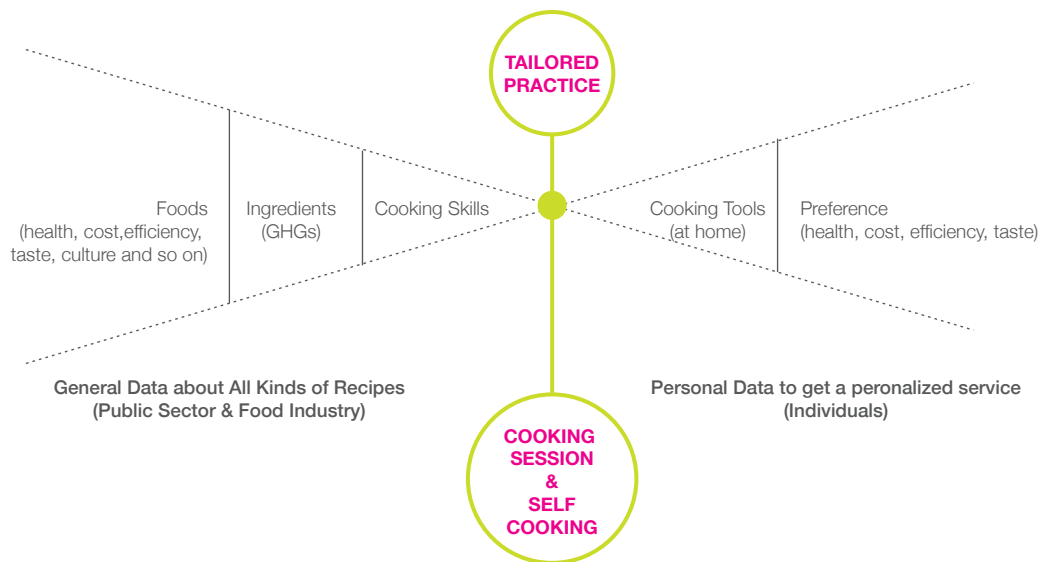 TAILORED
PRACTICE
Foods
(health, cost,efficiency,
taste, culture and so on)
Ingredients
(GHGs)
Cooking Skills
Cooking Tools
(at home)
Preference
(health, cost, efficiency, taste)
General Data about All Kinds of Recipes
(Public Sector & Food Industry)
Personal Data to get a peronalized service
(Individuals)
COOKING
SESSION
&
SELF
COOKING